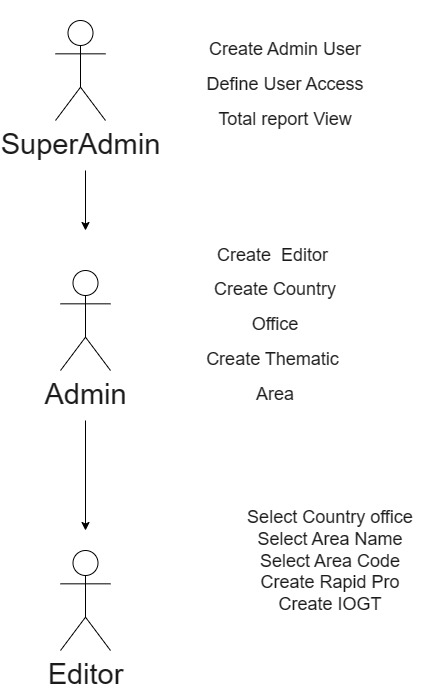 Create Admin User
Define User Access
Total report View
SuperAdmin
Create Editor
Create Country
Office
Create Thematic
Area
Admin
Select Country office
Select Area Name
Select Area Code
Create Rapid Pro
Create IOGT
Editor